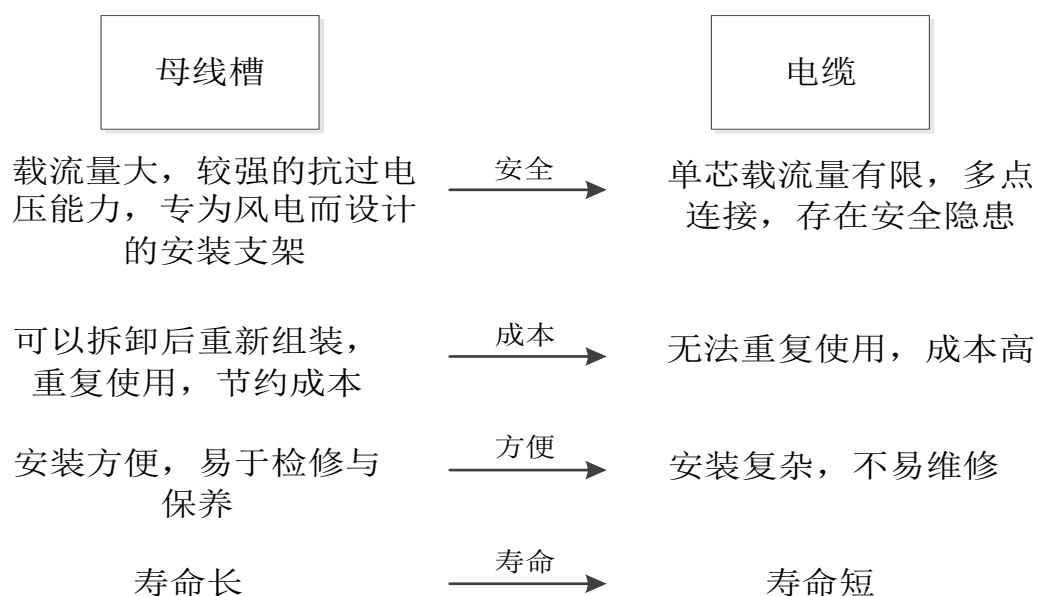 母线槽
电缆
载流量大，较强的抗过电
压能力，专为风电而设计
的安装支架
安全
单芯载流量有限，多点
连接，存在安全隐患
可以拆卸后重新组装，
重复使用，节约成本
成本
无法重复使用，成本高
安装方便，易于检修与
保养
方便
安装复杂，不易维修
寿命长
寿命
寿命短